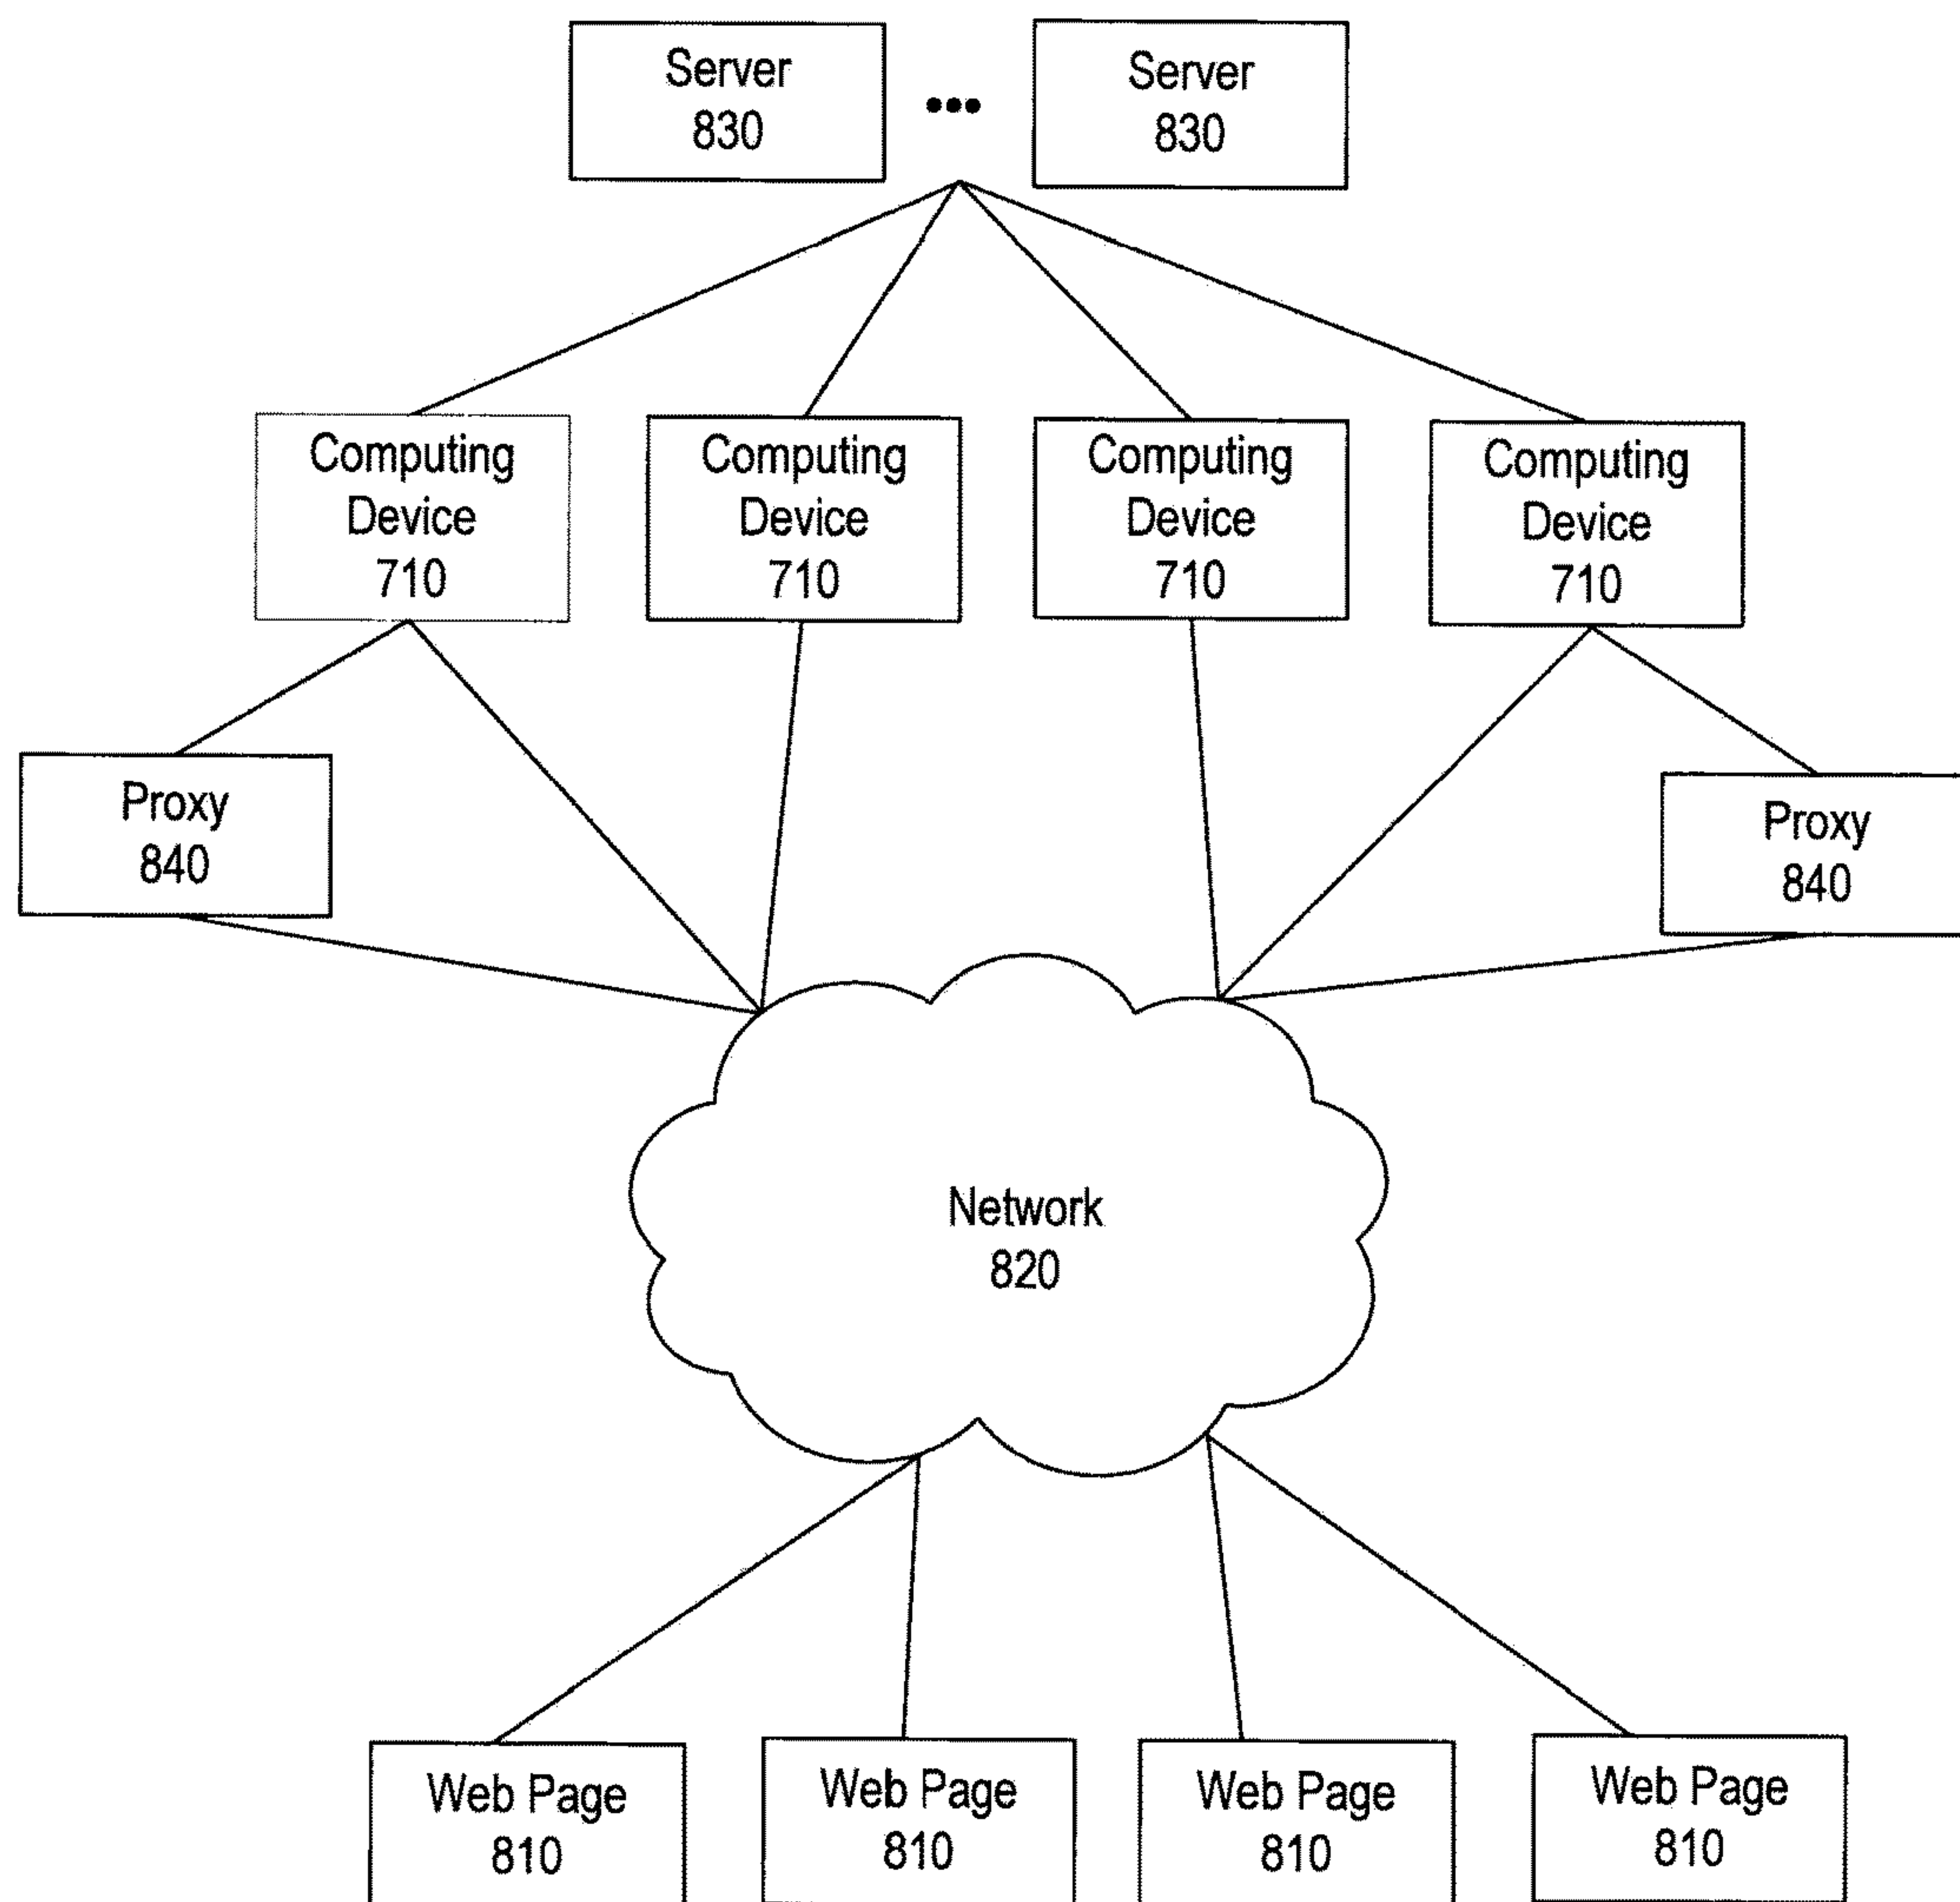 Server
830
Server
830
Computing
Device
710
Computing
Device
710
Computing
Device
710
Computing
Device
710
Proxy
840
Proxy
840
Network
820
Web Page
810
Web Page
810
Web Page
810
Web Page
810